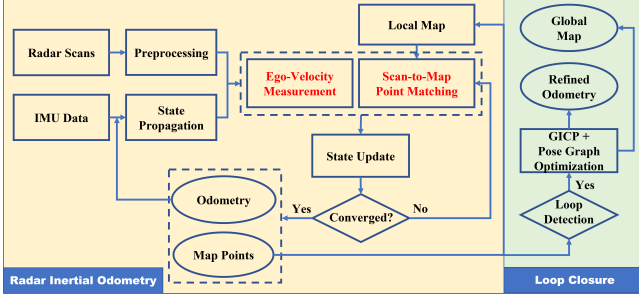 Radar Scans
Preprocessing
IMU Data
State
Propagation
Local Map
Ego-Velocity
Measurement
Scan-to-Map
Point Matching
State Update
Converged?
Yes
No
Odometry
Map Points
Radar Inertial Odometry
Global
Map
Refined
Odometry
GICP +
Pose Graph
Optimization
Yes
Loop
Detection
Loop Closure